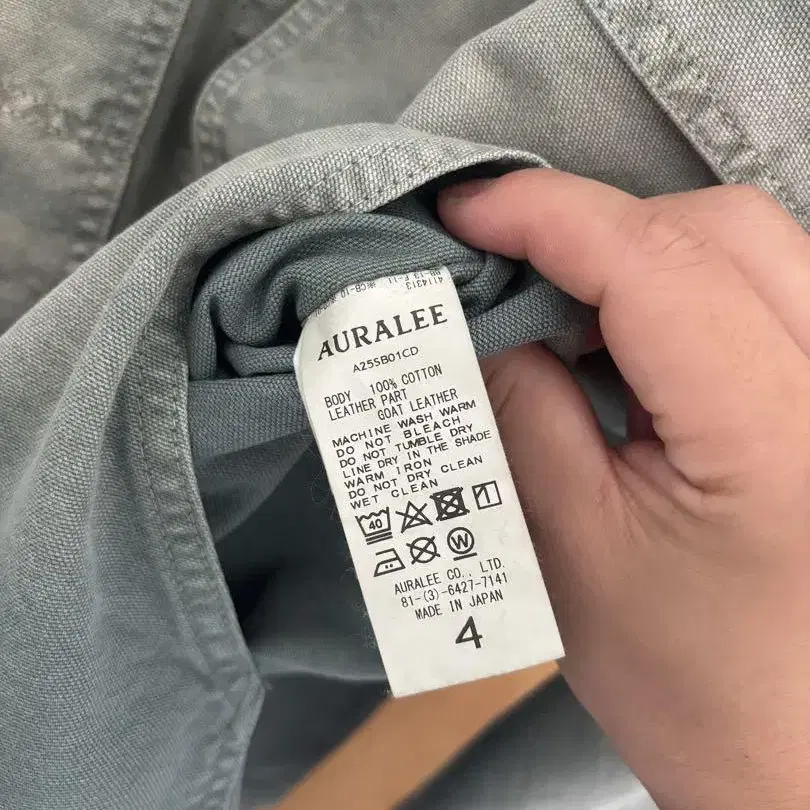 4114313
AURALEE
A25SB01CD
BODY 100% COTTON
LEATHER PART
GOAT LEATHER
MACHINE WASH WARM
DO NOT BLEACH
DO NOT TUMBLE DRY
LINE DRY IN THE SHADE
WARM IRON
DO NOT DRY CLEAN
WET CLEAN
40
W
AURALEE CO., LTD.
81-(3)-6427-7141
MADE IN JAPAN
4